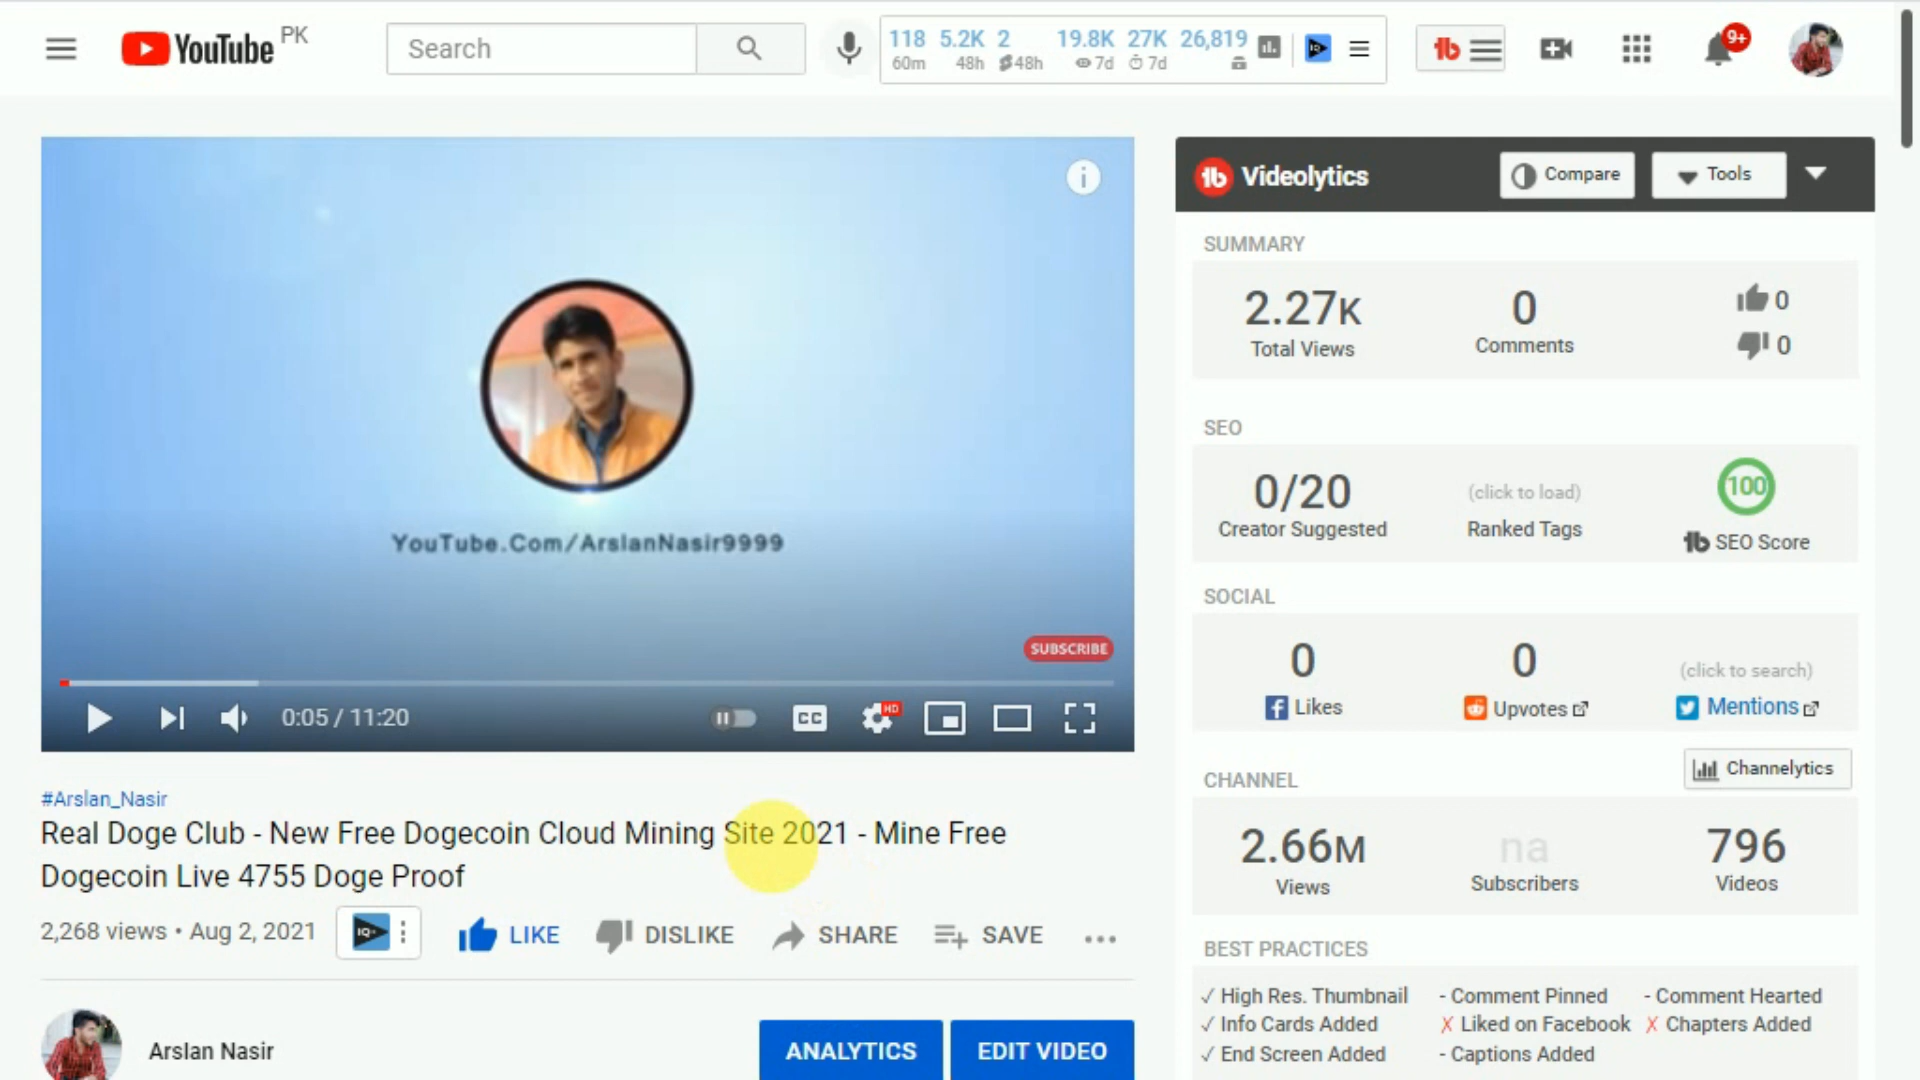 YouTube PK
Search
118 5.2K 2 19.8K 27K 26,819
60m 48h 48h 7d 7d
9+
Videolytics
Compare
Tools
SUMMARY
2.27K 0 0
Total Views Comments 0
SEO
0/20 (click to load) 100
Creator Suggested Ranked Tags SEO Score
SOCIAL
0 0 (click to search)
Likes Upvotes Mentions
CHANNEL Channelytics
2.66M na 796
Views Subscribers Videos
BEST PRACTICES
✓ High Res. Thumbnail - Comment Pinned - Comment Hearted
✓ Info Cards Added ✗ Liked on Facebook ✗ Chapters Added
✓ End Screen Added - Captions Added
YouTube.Com/ArslanNasir9999
SUBSCRIBE
0:05 / 11:20 CC HD
#Arslan_Nasir
Real Doge Club - New Free Dogecoin Cloud Mining Site 2021 - Mine Free
Dogecoin Live 4755 Doge Proof
2,268 views • Aug 2, 2021 IQ LIKE DISLIKE SHARE SAVE
Arslan Nasir ANALYTICS EDIT VIDEO